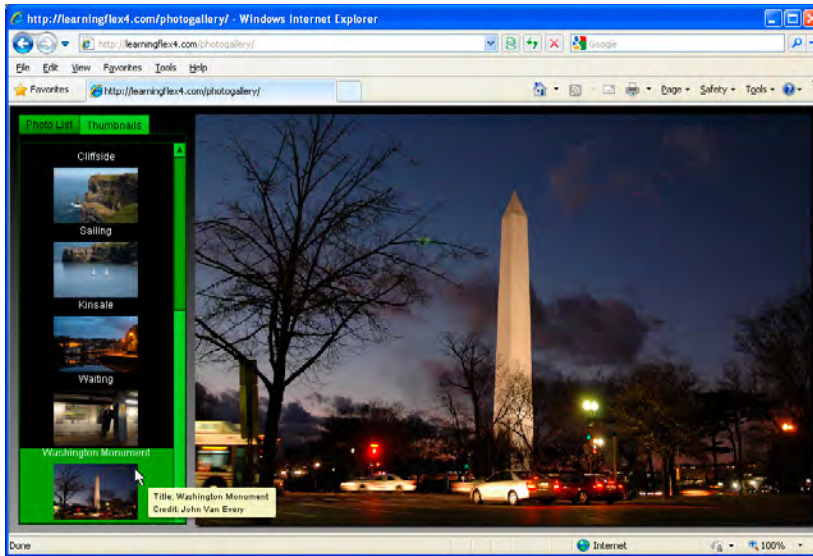 http://learningflex4.com/photogallery/ - Windows Internet Explorer
http://learningflex4.com/photogallery/
Google
File Edit View Favorites Tools Help
Favorites
http://learningflex4.com/photogallery/
Page Safety Tools
Photo List Thumbnails
Cliffside
Sailing
Kinsale
Waiting
Washington Monument
Title: Washington Monument
Credit: John Van Every
Done
Internet
100%